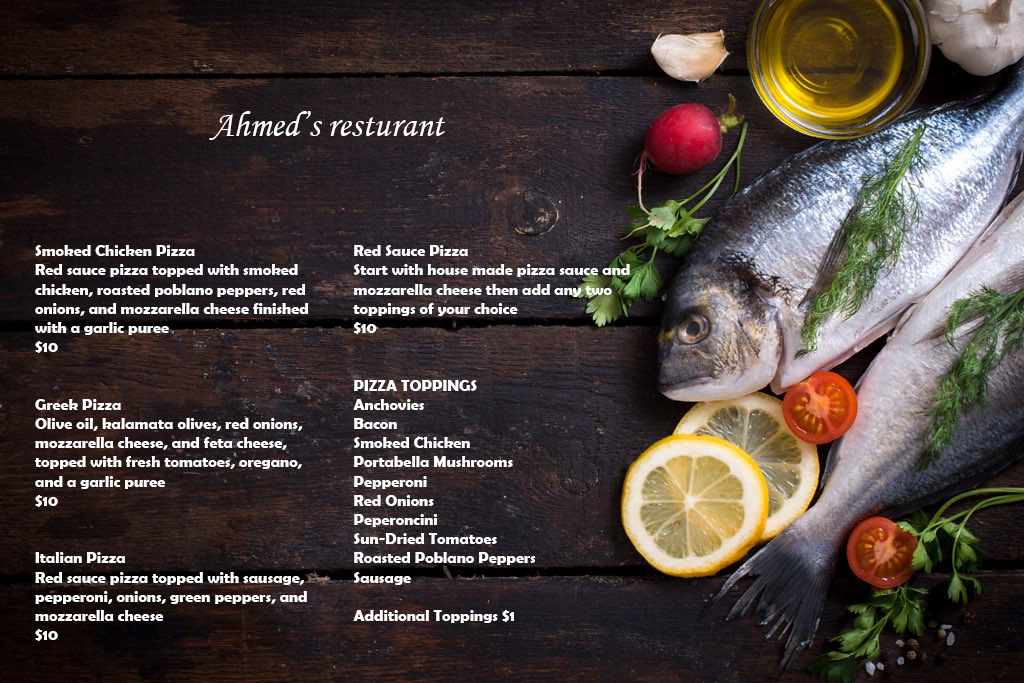 Ahmed's resturant
Smoked Chicken Pizza
Red sauce pizza topped with smoked
chicken, roasted poblano peppers, red
onions, and mozzarella cheese finished
with a garlic puree
$10
Greek Pizza
Olive oil, kalamata olives, red onions,
mozzarella cheese, and feta cheese,
topped with fresh tomatoes, oregano,
and a garlic puree
$10
Italian Pizza
Red sauce pizza topped with sausage,
pepperoni, onions, green peppers, and
mozzarella cheese
$10
Red Sauce Pizza
Start with house made pizza sauce and
mozzarella cheese then add any two
toppings of your choice
$10
PIZZA TOPPINGS
Anchovies
Bacon
Smoked Chicken
Portabella Mushrooms
Pepperoni
Red Onions
Peperoncini
Sun-Dried Tomatoes
Roasted Poblano Peppers
Sausage
Additional Toppings $1